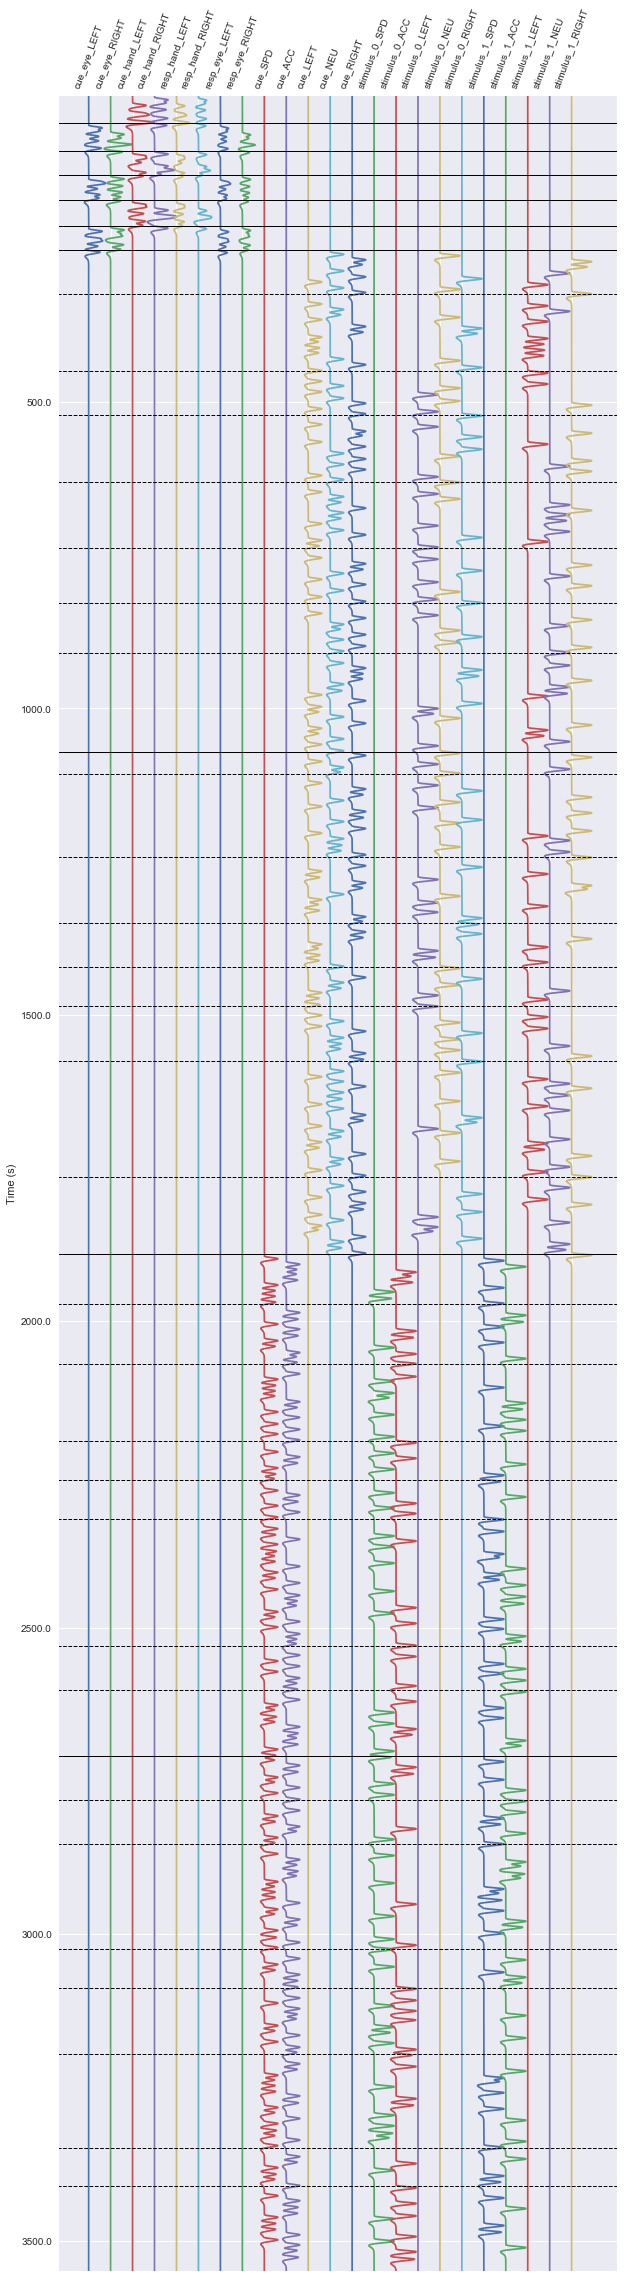 cue_eye_LEFT
cue_eye_RIGHT
cue_hand_LEFT
cue_hand_RIGHT
resp_hand_LEFT
resp_hand_RIGHT
resp_eye_LEFT
resp_eye_RIGHT
cue_SPD
cue_ACC
cue_LEFT
cue_NEU
cue_RIGHT
stimulus_0_SPD
stimulus_0_ACC
stimulus_0_LEFT
stimulus_0_NEU
stimulus_0_RIGHT
stimulus_1_SPD
stimulus_1_ACC
stimulus_1_LEFT
stimulus_1_NEU
stimulus_1_RIGHT
500.0
1000.0
1500.0
Time (s)
2000.0
2500.0
3000.0
3500.0